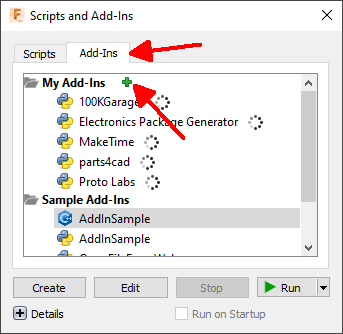 Scripts and Add-Ins
Scripts Add-Ins
My Add-Ins
100KGarage
Electronics Package Generator
MakeTime
parts4cad
Proto Labs
Sample Add-Ins
AddInSample
AddInSample
Create Edit Stop Run
Details Run on Startup